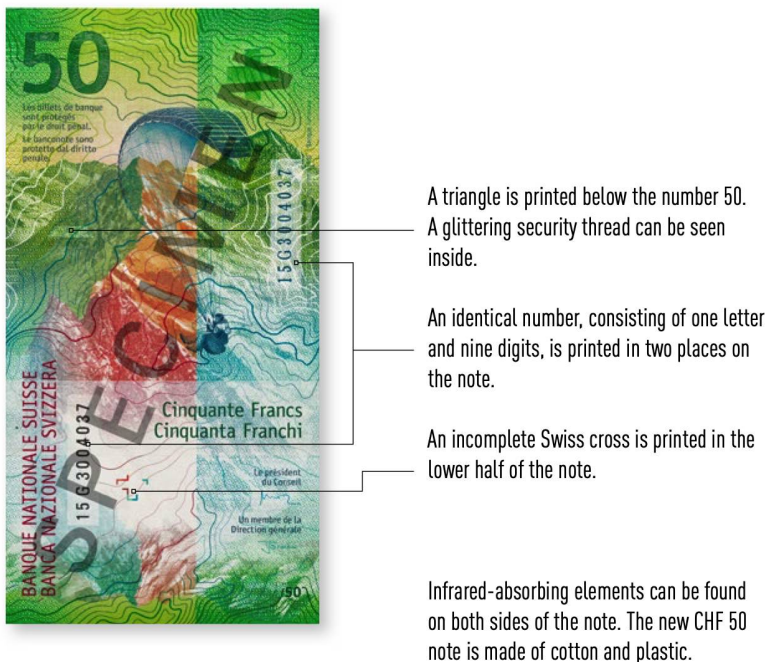 50
Les billets de banque
sont protégés
par le droit pénal.
Le banconote sono
protette dal diritto
penale.
SPECIMEN
15G3004037
A triangle is printed below the number 50.
A glittering security thread can be seen
inside.
An identical number, consisting of one letter
and nine digits, is printed in two places on
the note.
BANQUE NATIONALE SUISSE
BANCA NAZIONALE SVIZZERA
15G3004037
Cinquante Francs
Cinquanta Franchi
An incomplete Swiss cross is printed in the
lower half of the note.
Le président
du Conseil
Un membre de la
Direction générale
50
Infrared-absorbing elements can be found
on both sides of the note. The new CHF 50
note is made of cotton and plastic.